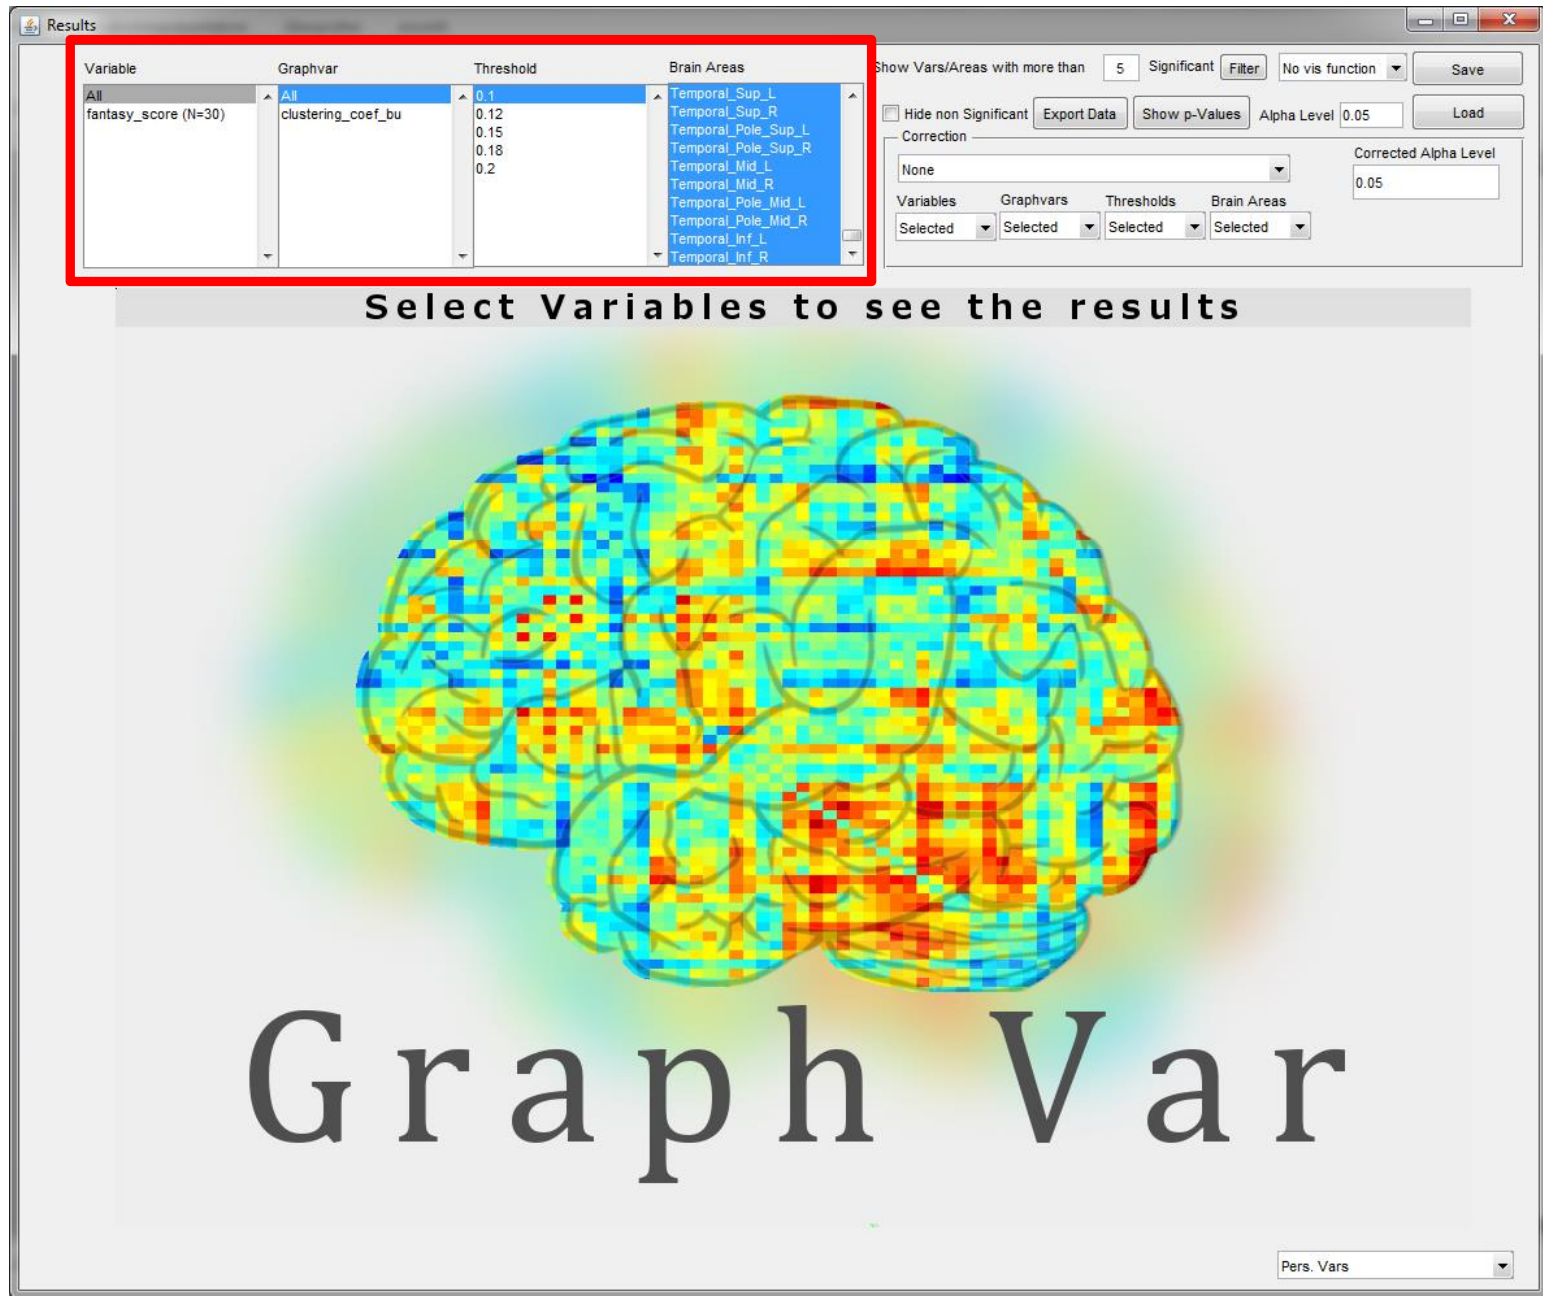 Results
Variable
All
fantasy_score (N=30)
Graphvar
All
clustering_coef_bu
Threshold
0.1
0.12
0.15
0.18
0.2
Brain Areas
Temporal_Sup_L
Temporal_Sup_R
Temporal_Pole_Sup_L
Temporal_Pole_Sup_R
Temporal_Mid_L
Temporal_Mid_R
Temporal_Pole_Mid_L
Temporal_Pole_Mid_R
Temporal_Inf_L
Temporal_Inf_R
Show Vars/Areas with more than 5 Significant Filter No vis function Save
Hide non Significant Export Data Show p-Values Alpha Level 0.05 Load
Correction
None
Corrected Alpha Level
0.05
Variables Graphvars Thresholds Brain Areas
Selected Selected Selected Selected
Select Variables to see the results
Graph Var
Pers. Vars